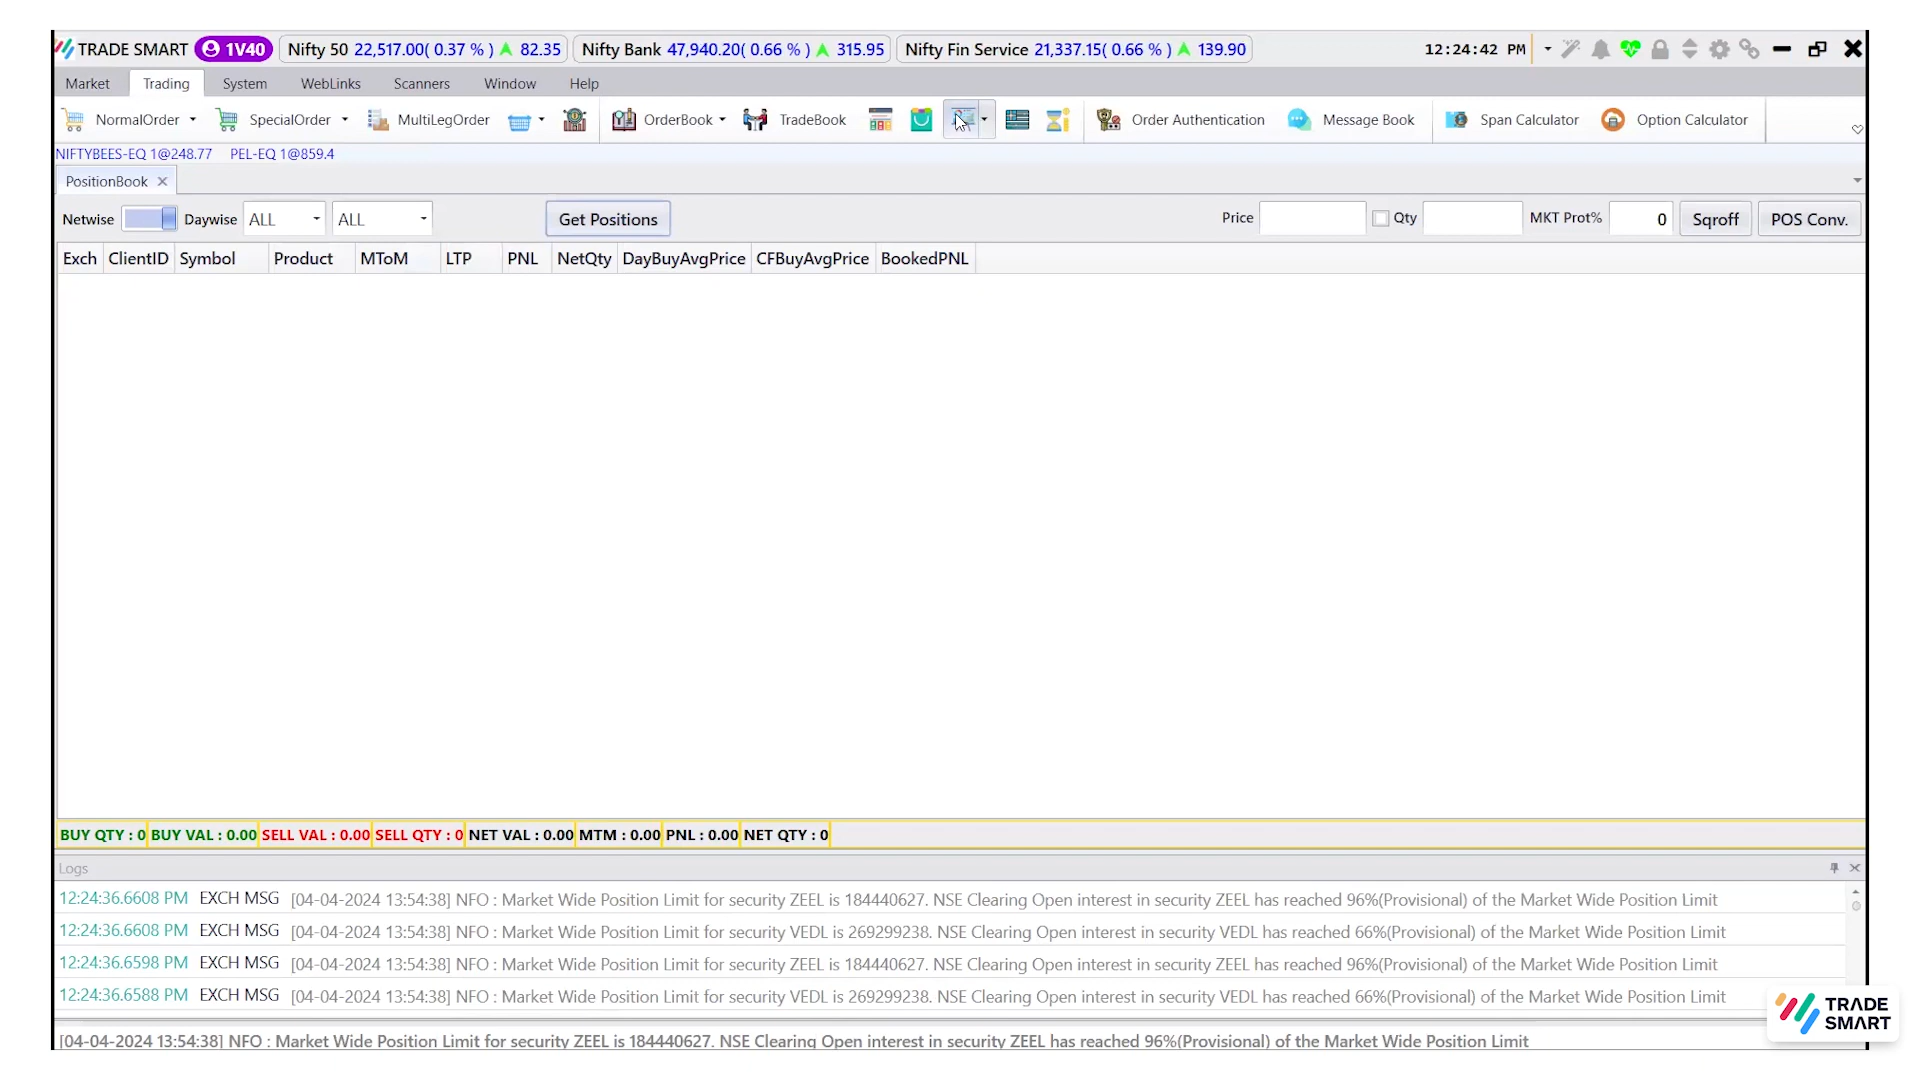 TRADE SMART 1V40 Nifty 50 22,517.00( 0.37 % ) 82.35 Nifty Bank 47,940.20( 0.66 % ) 315.95 Nifty Fin Service 21,337.15( 0.66 % ) 139.90 12:24:42 PM
Market Trading System WebLinks Scanners Window Help
NormalOrder SpecialOrder MultiLegOrder OrderBook TradeBook Order Authentication Message Book Span Calculator Option Calculator
NIFTYBEES-EQ 1@248.77 PEL-EQ 1@859.4
PositionBook
Netwise Daywise ALL ALL Get Positions Price Qty MKT Prot% 0 Sqroff POS Conv.
Exch ClientID Symbol Product MToM LTP PNL NetQty DayBuyAvgPrice CFBuyAvgPrice BookedPNL
BUY QTY : 0 BUY VAL : 0.00 SELL VAL : 0.00 SELL QTY : 0 NET VAL : 0.00 MTM : 0.00 PNL : 0.00 NET QTY : 0
Logs
12:24:36.6608 PM EXCH MSG [04-04-2024 13:54:38] NFO : Market Wide Position Limit for security ZEEL is 184440627. NSE Clearing Open interest in security ZEEL has reached 96%(Provisional) of the Market Wide Position Limit
12:24:36.6608 PM EXCH MSG [04-04-2024 13:54:38] NFO : Market Wide Position Limit for security VEDL is 269299238. NSE Clearing Open interest in security VEDL has reached 66%(Provisional) of the Market Wide Position Limit
12:24:36.6598 PM EXCH MSG [04-04-2024 13:54:38] NFO : Market Wide Position Limit for security ZEEL is 184440627. NSE Clearing Open interest in security ZEEL has reached 96%(Provisional) of the Market Wide Position Limit
12:24:36.6588 PM EXCH MSG [04-04-2024 13:54:38] NFO : Market Wide Position Limit for security VEDL is 269299238. NSE Clearing Open interest in security VEDL has reached 66%(Provisional) of the Market Wide Position Limit
[04-04-2024 13:54:38] NFO : Market Wide Position Limit for security ZEEL is 184440627. NSE Clearing Open interest in security ZEEL has reached 96%(Provisional) of the Market Wide Position Limit
TRADE
SMART